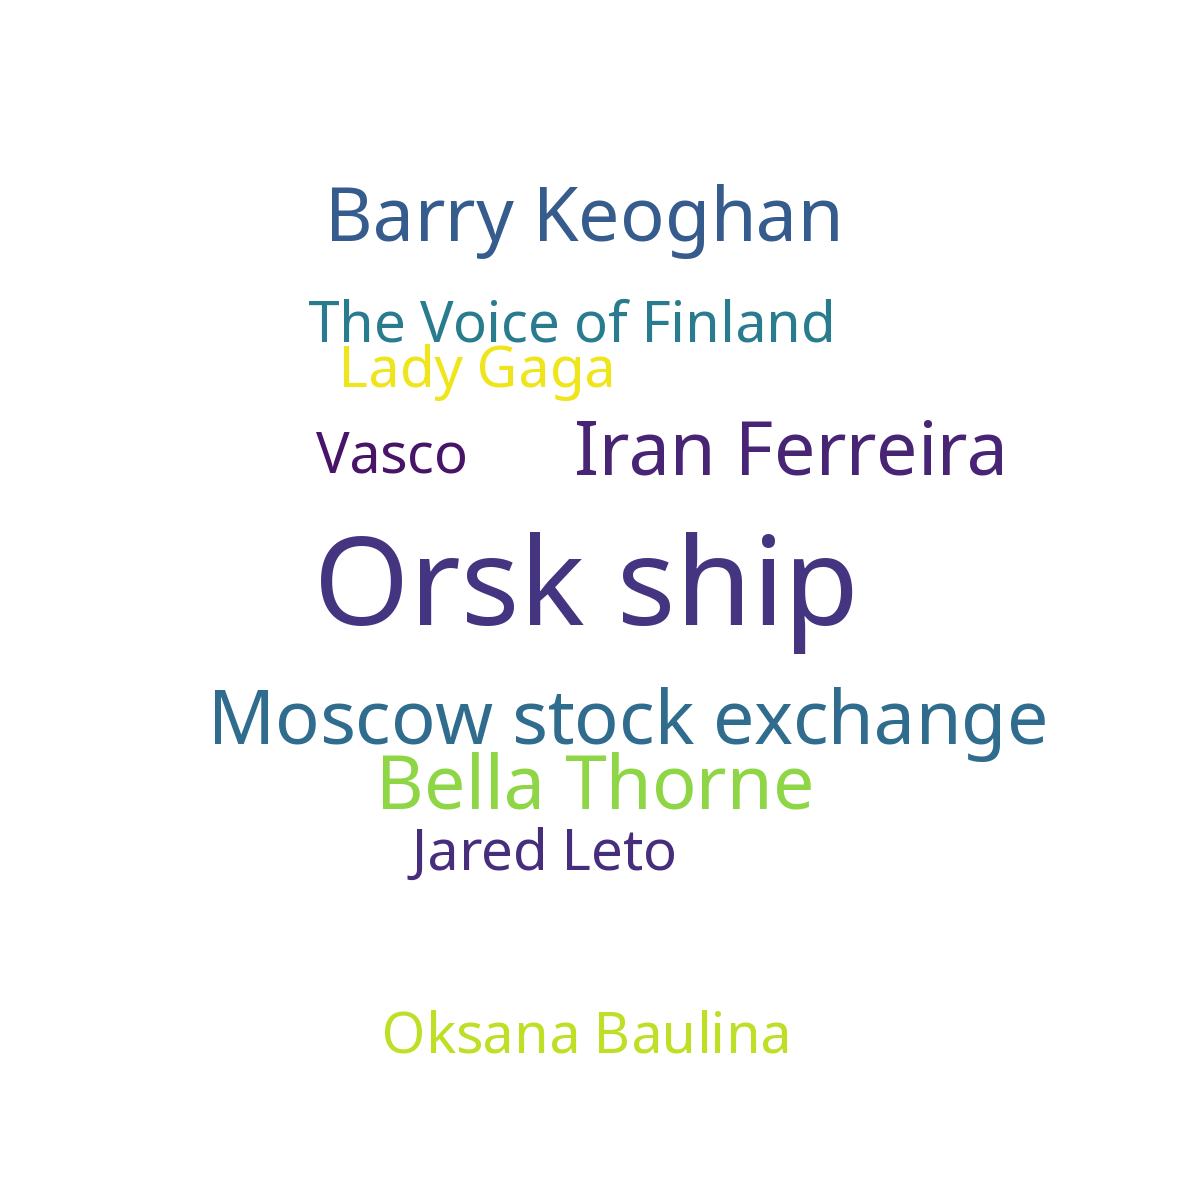 Barry Keoghan
The Voice of Finland
Lady Gaga
Vasco
Iran Ferreira
Orsk ship
Moscow stock exchange
Bella Thorne
Jared Leto
Oksana Baulina